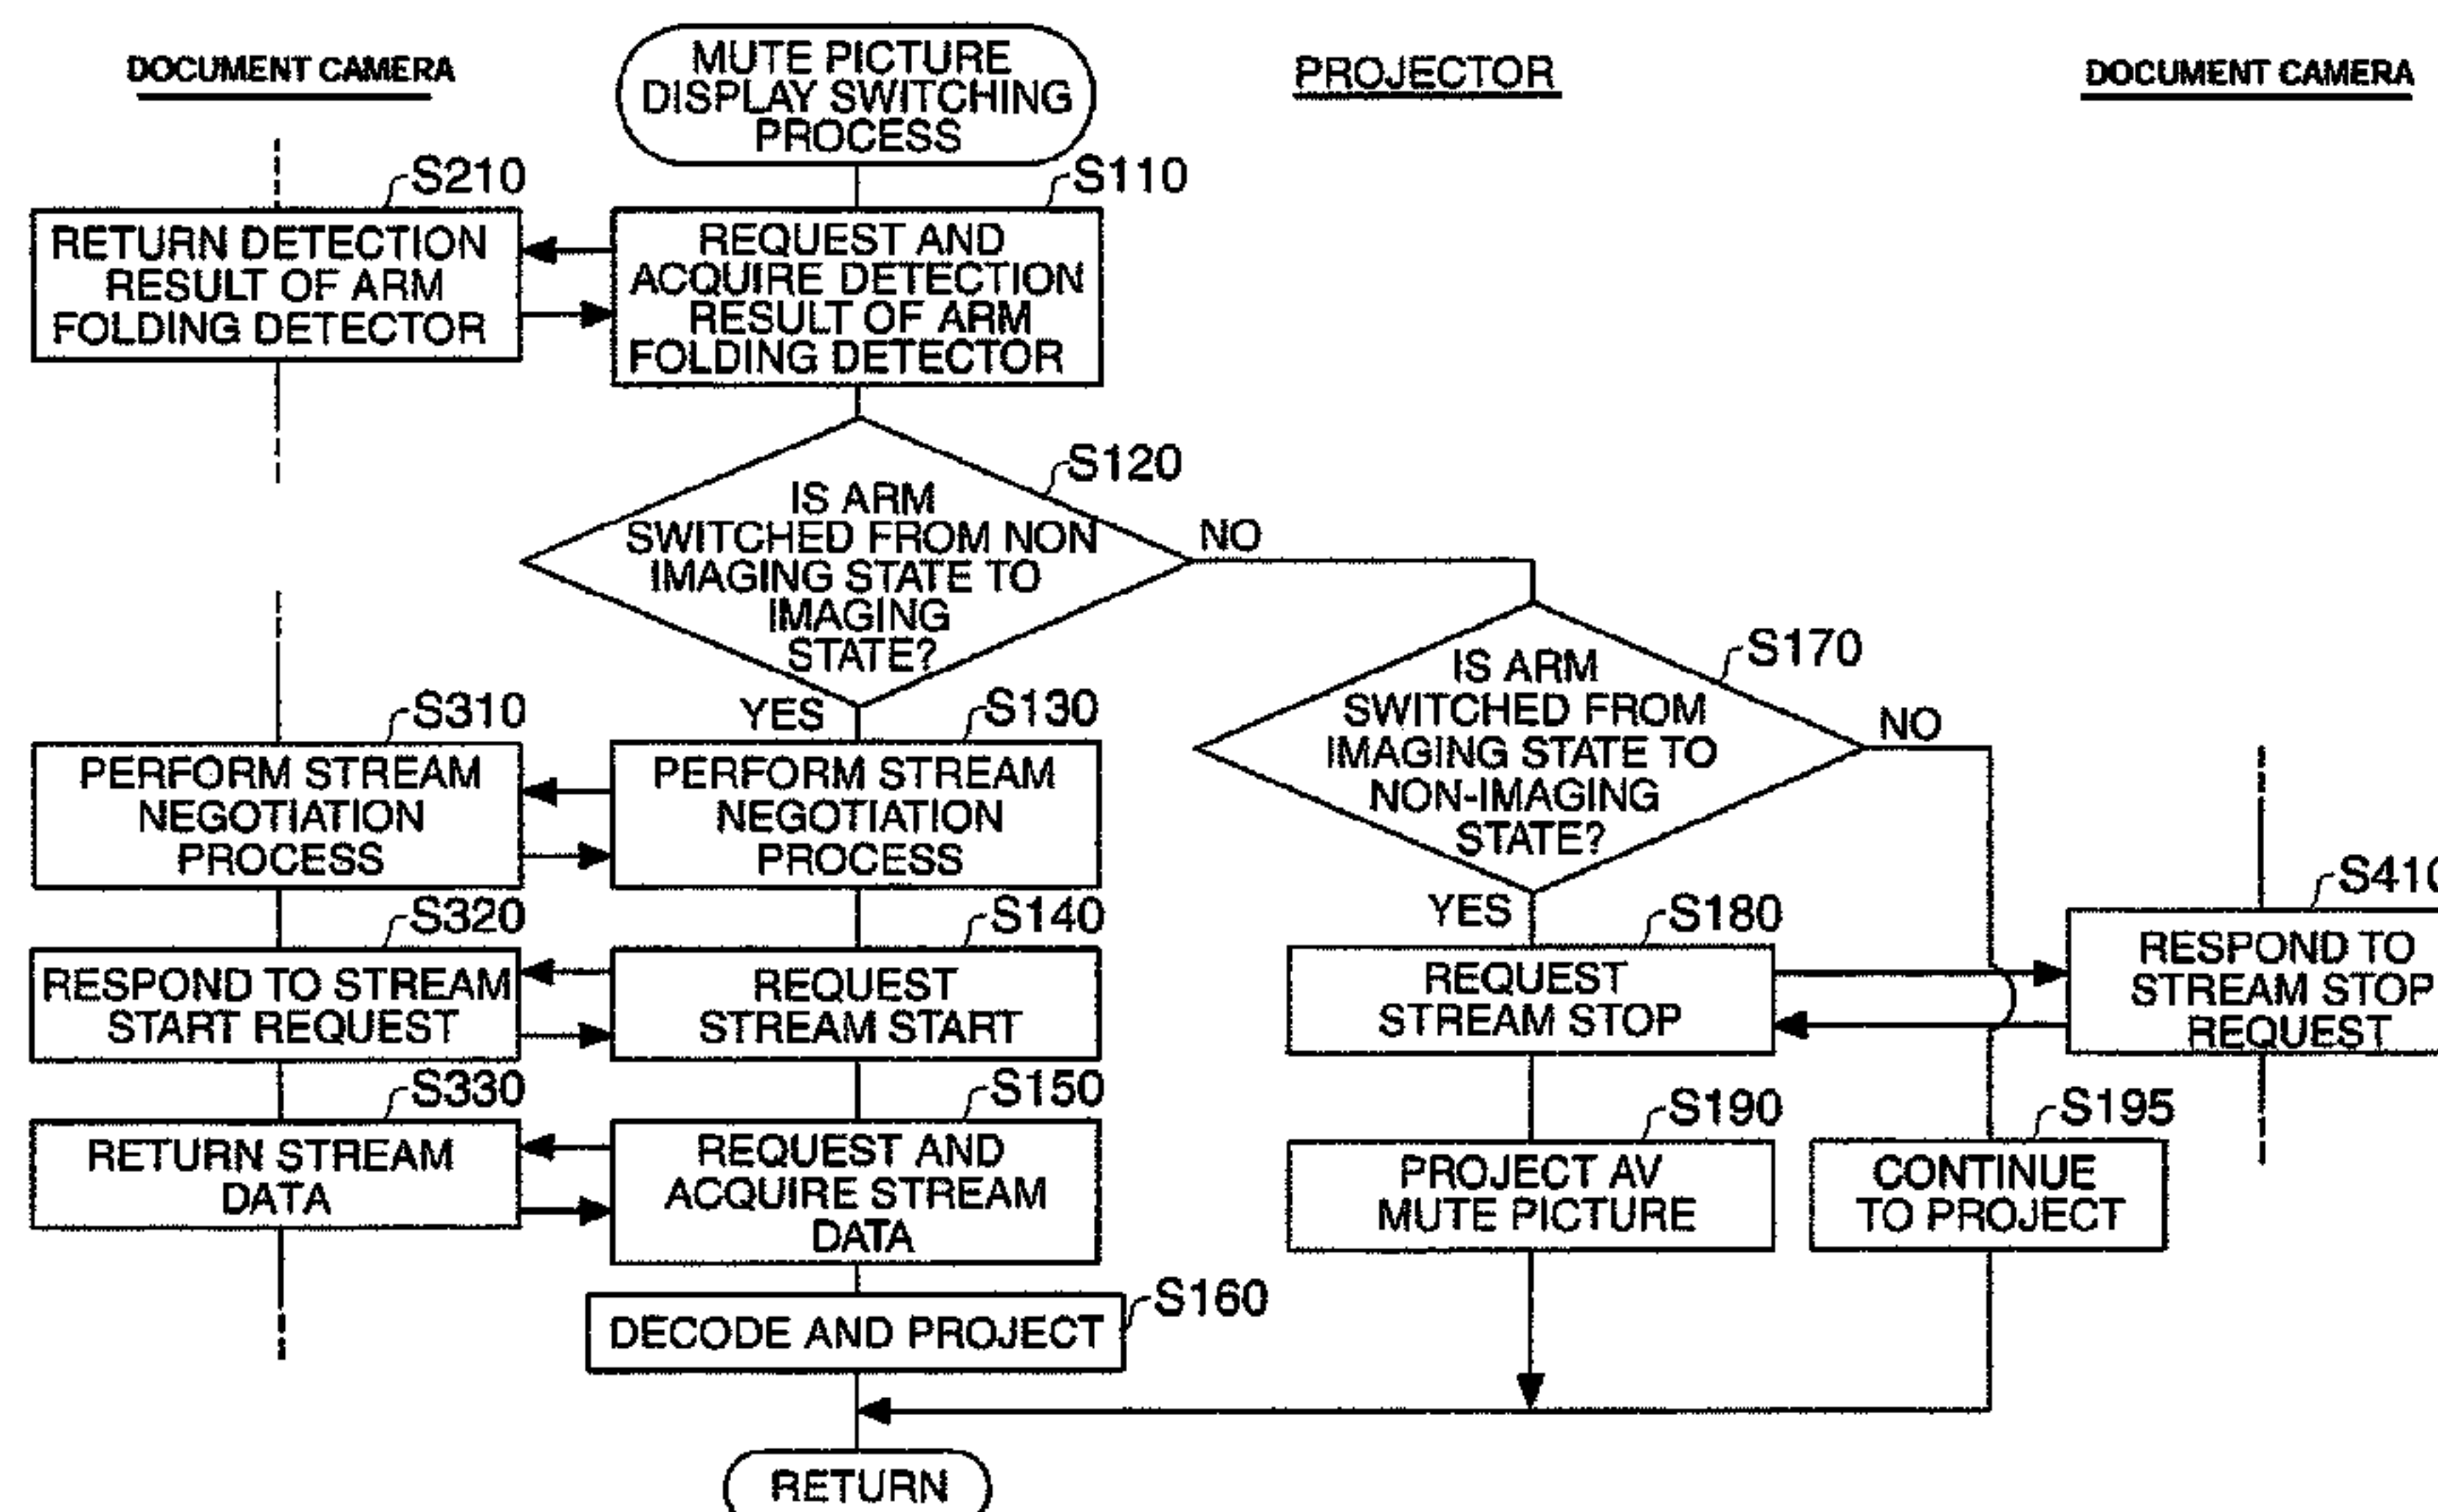 DOCUMENT CAMERA
MUTE PICTURE
DISPLAY SWITCHING
PROCESS
PROJECTOR
DOCUMENT CAMERA
S210
RETURN DETECTION
RESULT OF ARM
FOLDING DETECTOR
S110
REQUEST AND
ACQUIRE DETECTION
RESULT OF ARM
FOLDING DETECTOR
S120
IS ARM
SWITCHED FROM NON
IMAGING STATE TO
IMAGING
STATE?
NO
YES
S170
IS ARM
SWITCHED FROM
IMAGING STATE TO
NON-IMAGING
STATE?
NO
YES
S310
PERFORM STREAM
NEGOTIATION
PROCESS
S130
PERFORM STREAM
NEGOTIATION
PROCESS
S320
RESPOND TO STREAM
START REQUEST
S140
REQUEST
STREAM START
S180
REQUEST
STREAM STOP
S410
RESPOND TO
STREAM STOP
REQUEST
S330
RETURN STREAM
DATA
S150
REQUEST AND
ACQUIRE STREAM
DATA
S190
PROJECT AV
MUTE PICTURE
S195
CONTINUE
TO PROJECT
S160
DECODE AND PROJECT
RETURN